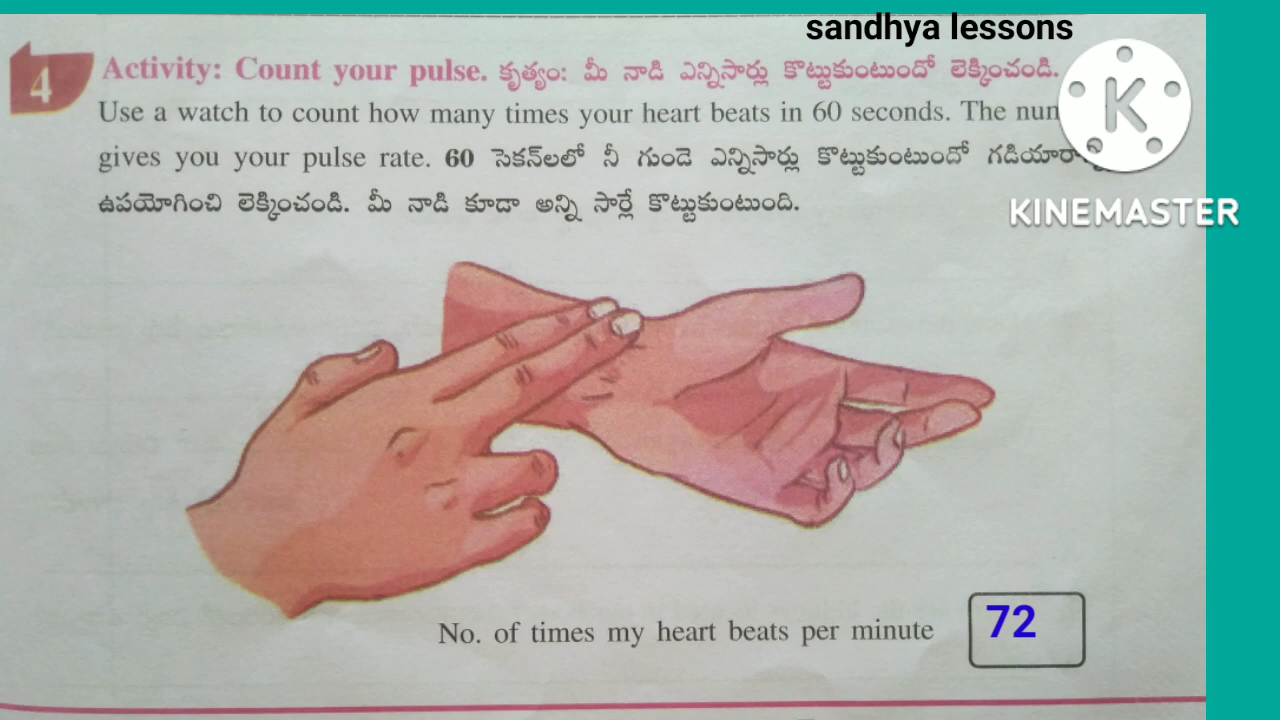 sandhya lessons
4
Activity: Count your pulse. కృత్యం: మీ నాడి ఎన్నిసార్లు కొట్టుకుంటుందో లెక్కించండి.
Use a watch to count how many times your heart beats in 60 seconds. The
gives you your pulse rate. 60 సెకన్‌లలో నీ గుండె ఎన్నిసార్లు కొట్టుకుంటుందో
ఉపయోగించి లెక్కించండి. మీ నాడి కూడా అన్ని సార్లే కొట్టుకుంటుంది.
K
KINEMASTER
No. of times my heart beats per minute 72